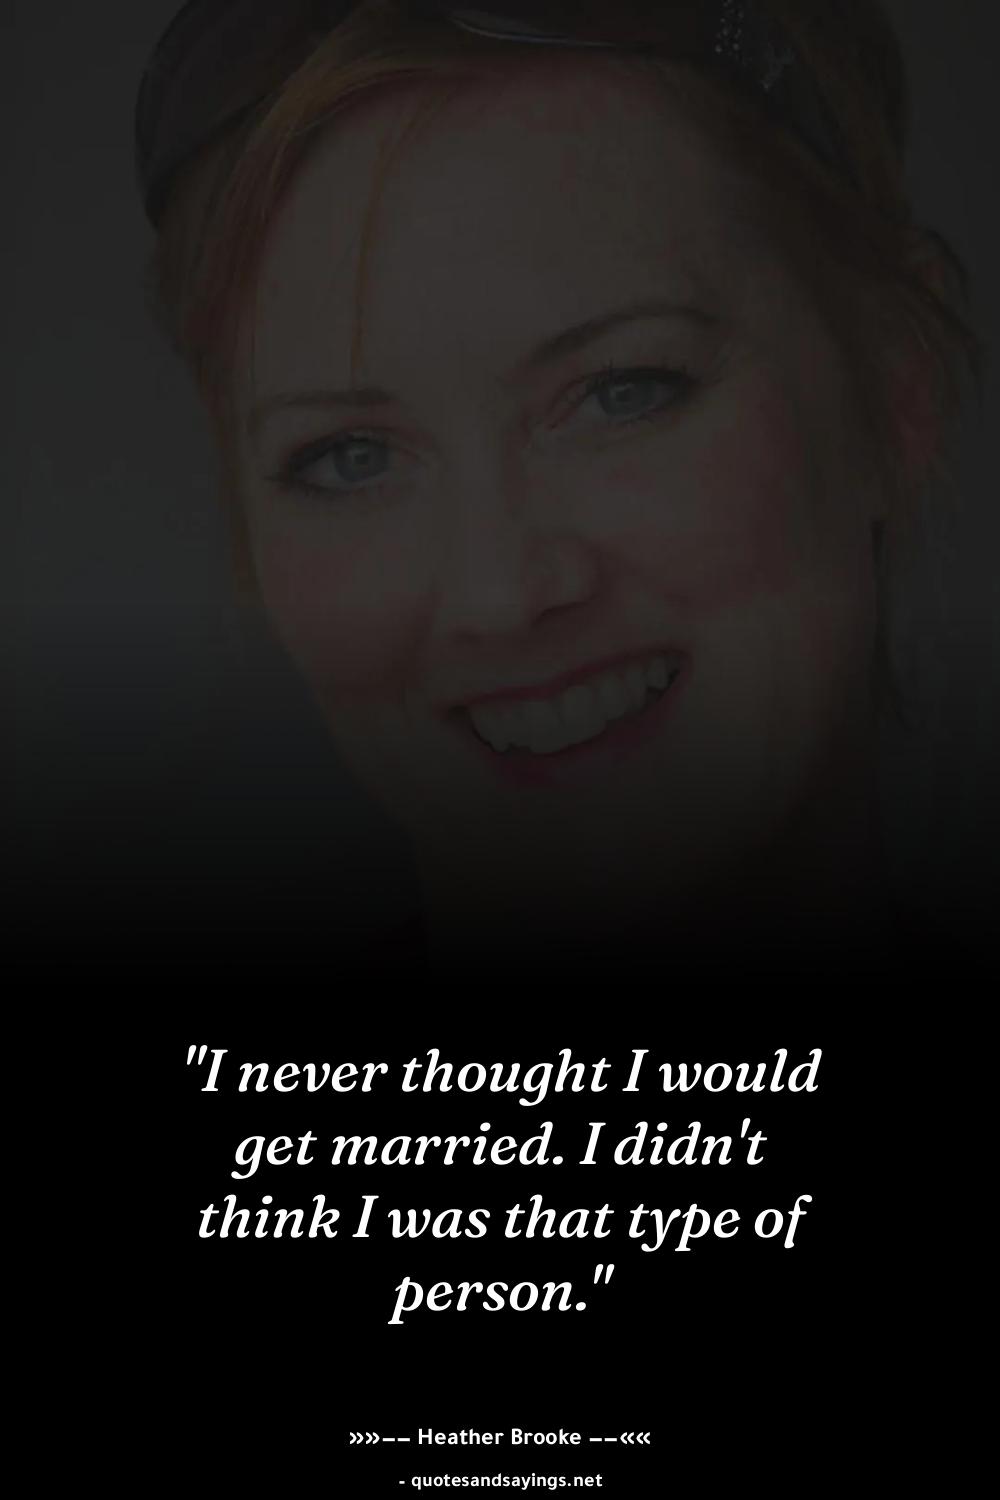 "I never thought I would
get married. I didn't
think I was that type of
person."
»»−− Heather Brooke −−««
- quotesandsayings.net